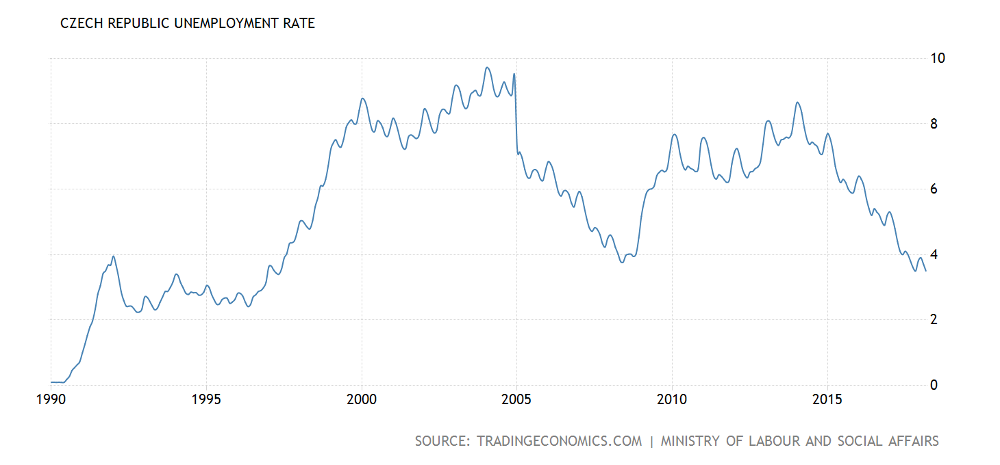 CZECH REPUBLIC UNEMPLOYMENT RATE
10
8
6
4
2
0
1990 1995 2000 2005 2010 2015
SOURCE: TRADINGECONOMICS.COM | MINISTRY OF LABOUR AND SOCIAL AFFAIRS